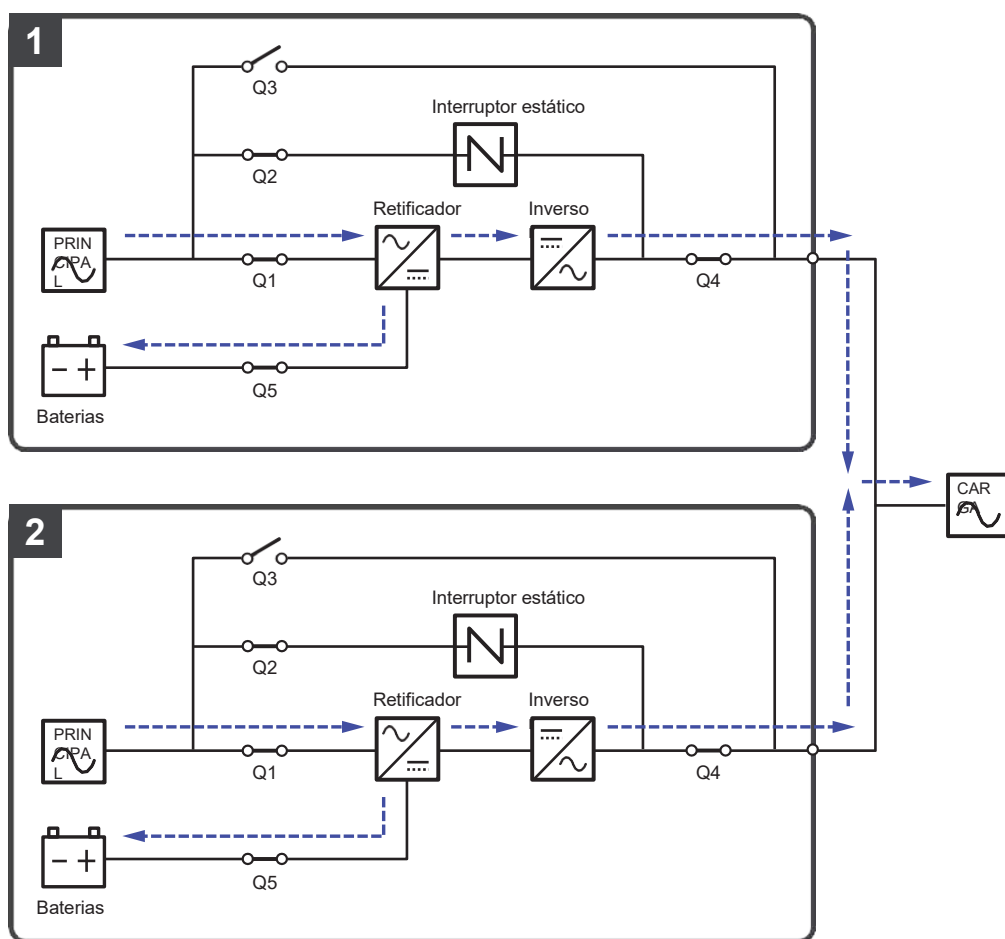 1
Q3
Interruptor estático
Q2
Retificador
Inverso
PRIN
CIPA
L
Q1
Q4
Q5
Baterias
CAR
GA
2
Q3
Interruptor estático
Q2
Retificador
Inverso
PRIN
CIPA
L
Q1
Q4
Q5
Baterias